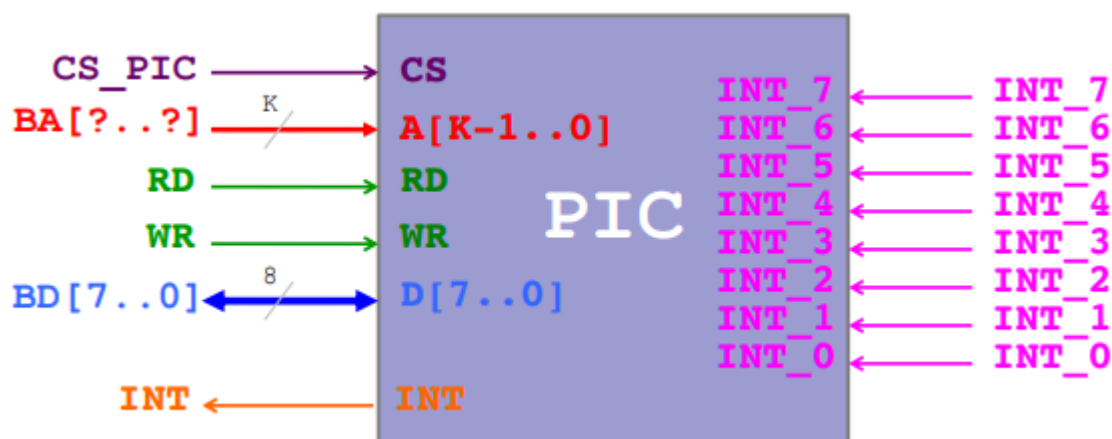 CS_PIC CS
K
BA[?..?] A[K-1..0]
RD RD
WR WR
8
BD[7..0] D[7..0]
INT INT
PIC
INT_7 INT_7
INT_6 INT_6
INT_5 INT_5
INT_4 INT_4
INT_3 INT_3
INT_2 INT_2
INT_1 INT_1
INT_0 INT_0